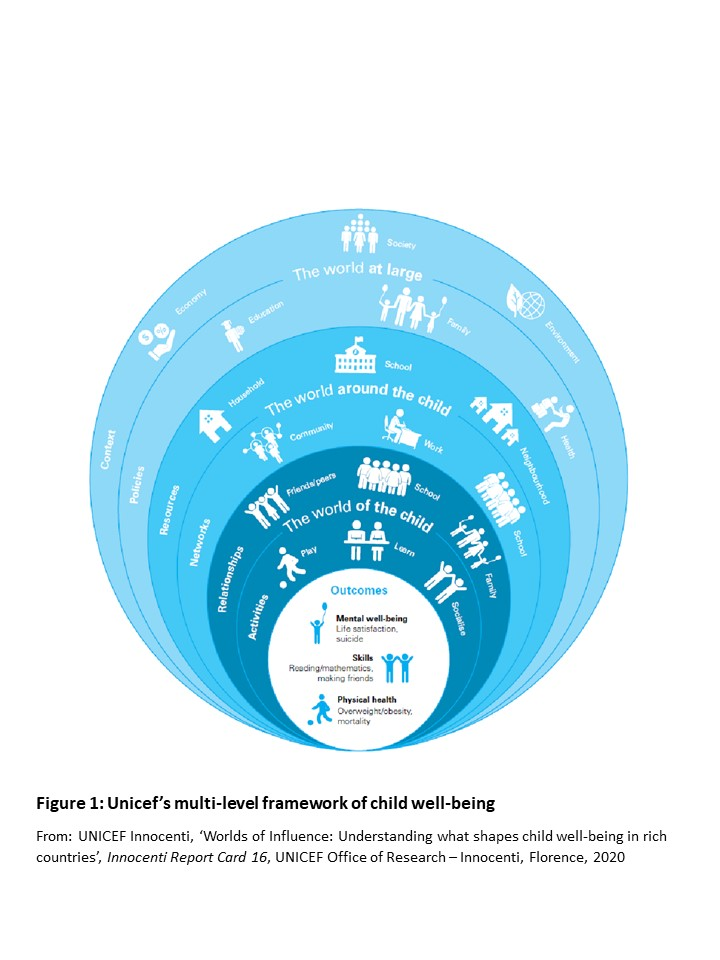 Society
The world at large
Economy
Education
Family
Environment
School
Household
The world around the child
Community
Work
Neighbourhood
Health
Context
Policies
Resources
Networks
Friends/peers
School
The world of the child
School
Relationships
Play
Learn
Family
Activities
Socialise
Outcomes
Mental well-being
Life satisfaction,
suicide
Skills
Reading/mathematics,
making friends
Physical health
Overweight/obesity,
mortality
Figure 1: Unicef’s multi-level framework of child well-being
From: UNICEF Innocenti, ‘Worlds of Influence: Understanding what shapes child well-being in rich
countries’, Innocenti Report Card 16, UNICEF Office of Research – Innocenti, Florence, 2020